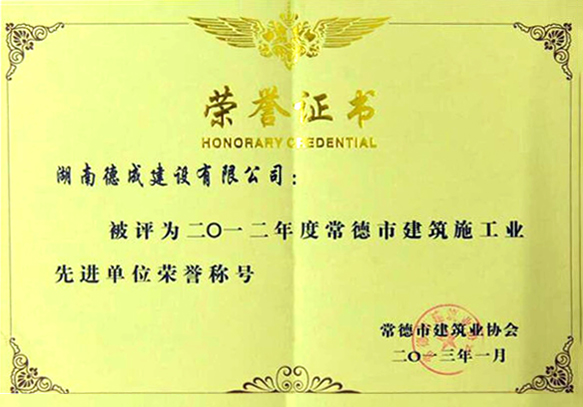 荣誉证书
HONORARY CREDENTIAL
湖南德成建设有限公司：
被评为二〇一二年度常德市建筑施工业
先进单位荣誉称号
常德市建筑业协会
二〇一三年一月